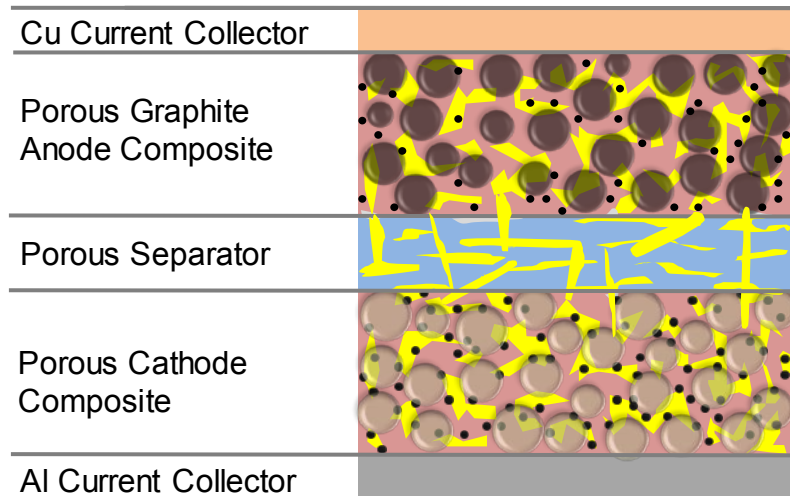 Cu Current Collector
Porous Graphite
Anode Composite
Porous Separator
Porous Cathode
Composite
Al Current Collector